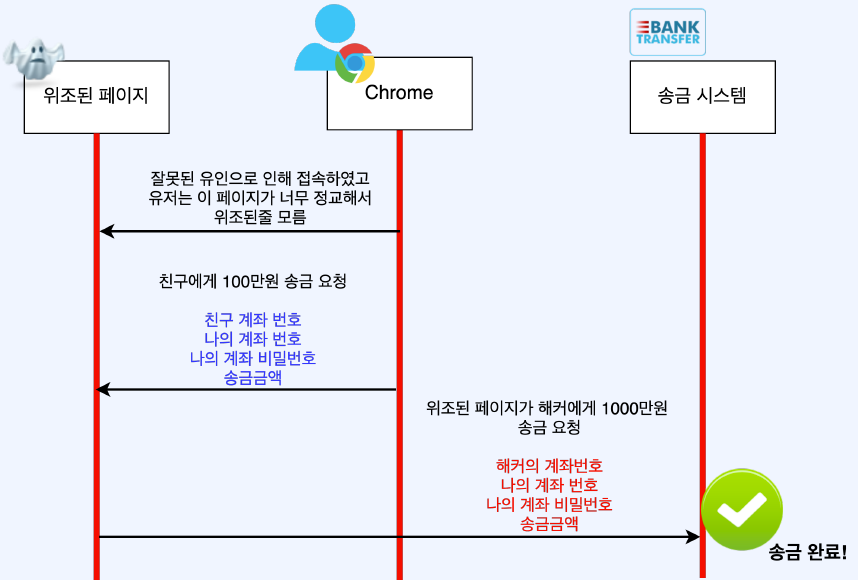 BANK
TRANSFER
위조된 페이지
Chrome
송금 시스템
잘못된 유인으로 인해 접속하였고
유저는 이 페이지가 너무 정교해서
위조된줄 모름
친구에게 100만원 송금 요청
친구 계좌 번호
나의 계좌 번호
나의 계좌 비밀번호
송금금액
위조된 페이지가 해커에게 1000만원
송금 요청
해커의 계좌번호
나의 계좌 번호
나의 계좌 비밀번호
송금금액
송금 완료!